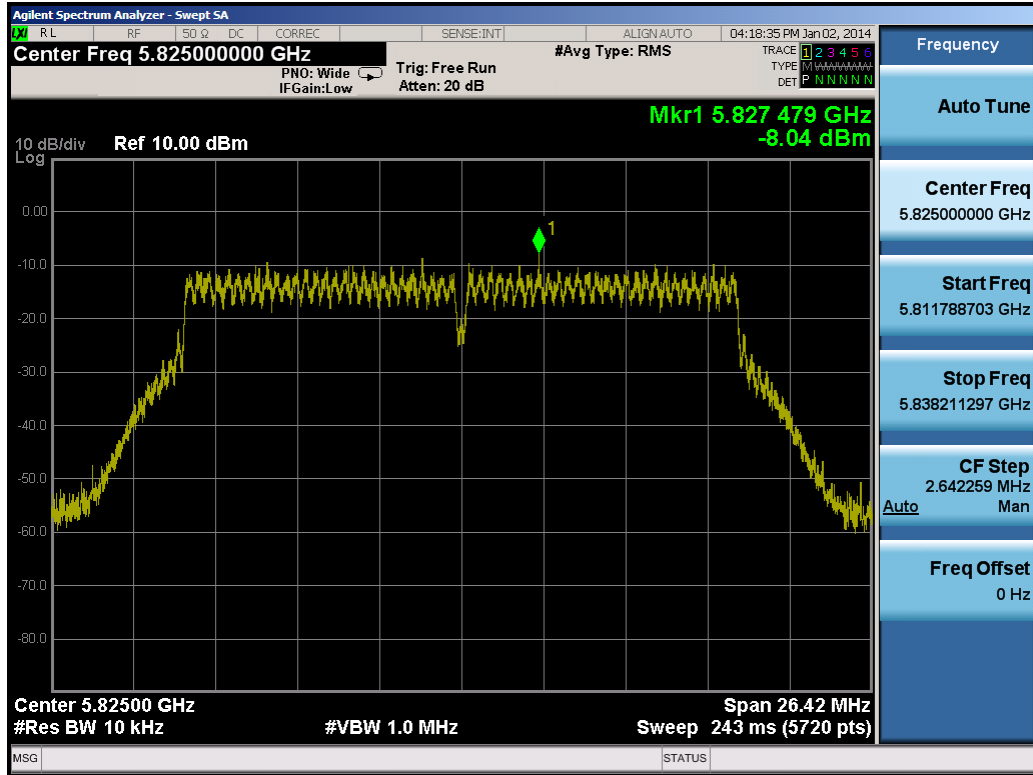 Agilent Spectrum Analyzer - Swept SA
LXI RL RF 50 Ω DC CORREC SENSE:INT ALIGN AUTO 04:18:35 PM Jan 02, 2014
Center Freq 5.825000000 GHz #Avg Type: RMS TRACE 1 2 3 4 5 6
PNO: Wide Trig: Free Run TYPE M WWWWW
IFGain:Low Atten: 20 dB DET P N N N N N
Mkr1 5.827 479 GHz
-8.04 dBm
10 dB/div Ref 10.00 dBm
Log
1
0.00
-10.0
-20.0
-30.0
-40.0
-50.0
-60.0
-70.0
-80.0
Center 5.82500 GHz Span 26.42 MHz
#Res BW 10 kHz #VBW 1.0 MHz Sweep 243 ms (5720 pts)
MSG STATUS
Frequency
Auto Tune
Center Freq
5.825000000 GHz
Start Freq
5.811788703 GHz
Stop Freq
5.838211297 GHz
CF Step
2.642259 MHz
Auto Man
Freq Offset
0 Hz